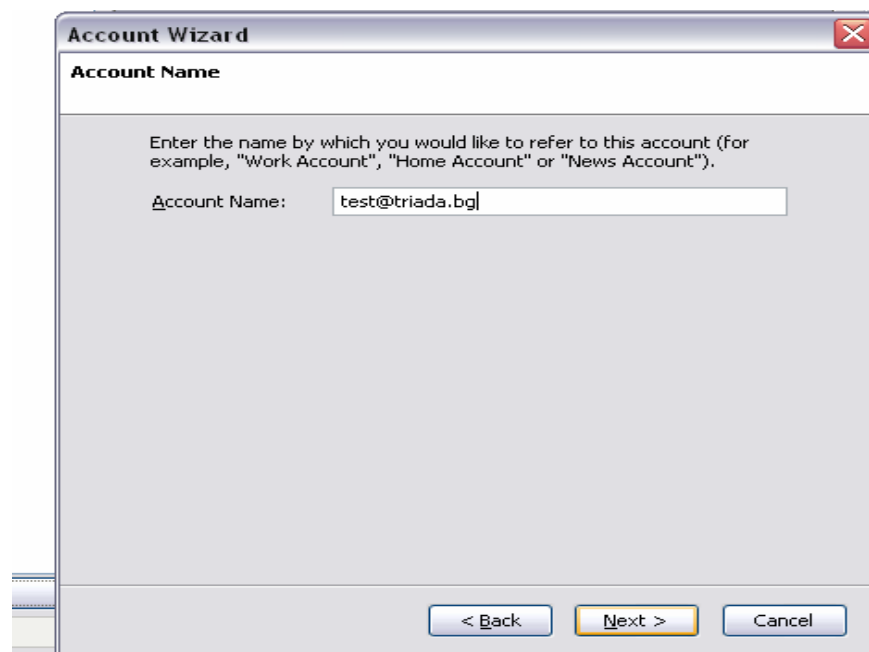 Account Wizard
Account Name
Enter the name by which you would like to refer to this account (for
example, "Work Account", "Home Account" or "News Account").
Account Name: test@triada.bg
< Back Next > Cancel